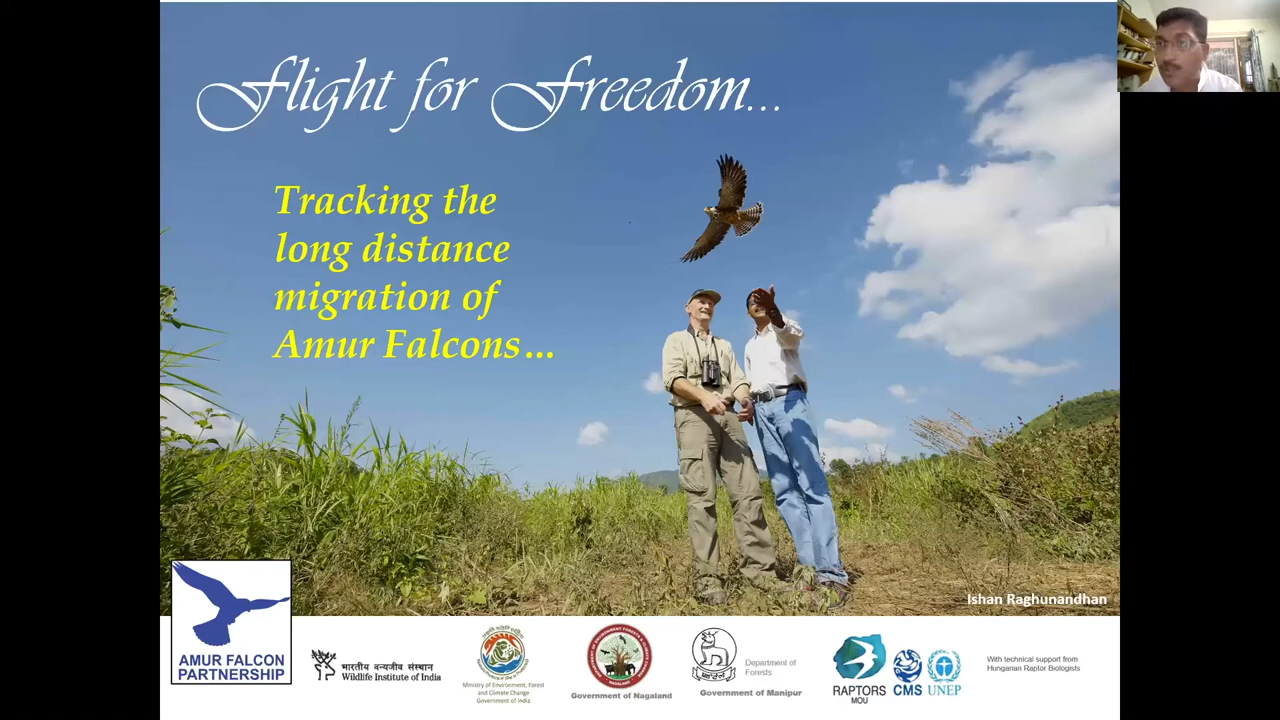 Flight for Freedom...
Tracking the
long distance
migration of
Amur Falcons...
Ishan Raghunandhan
AMUR FALCON
PARTNERSHIP
भारतीय वन्यजीव संस्थान
Wildlife Institute of India
Ministry of Environment, Forest
and Climate Change
Government of India
Government of Nagaland
Department of
Forests
Government of Manipur
RAPTORS
MOU
CMS
UNEP
With technical support from
Hungarian Raptor Biologists